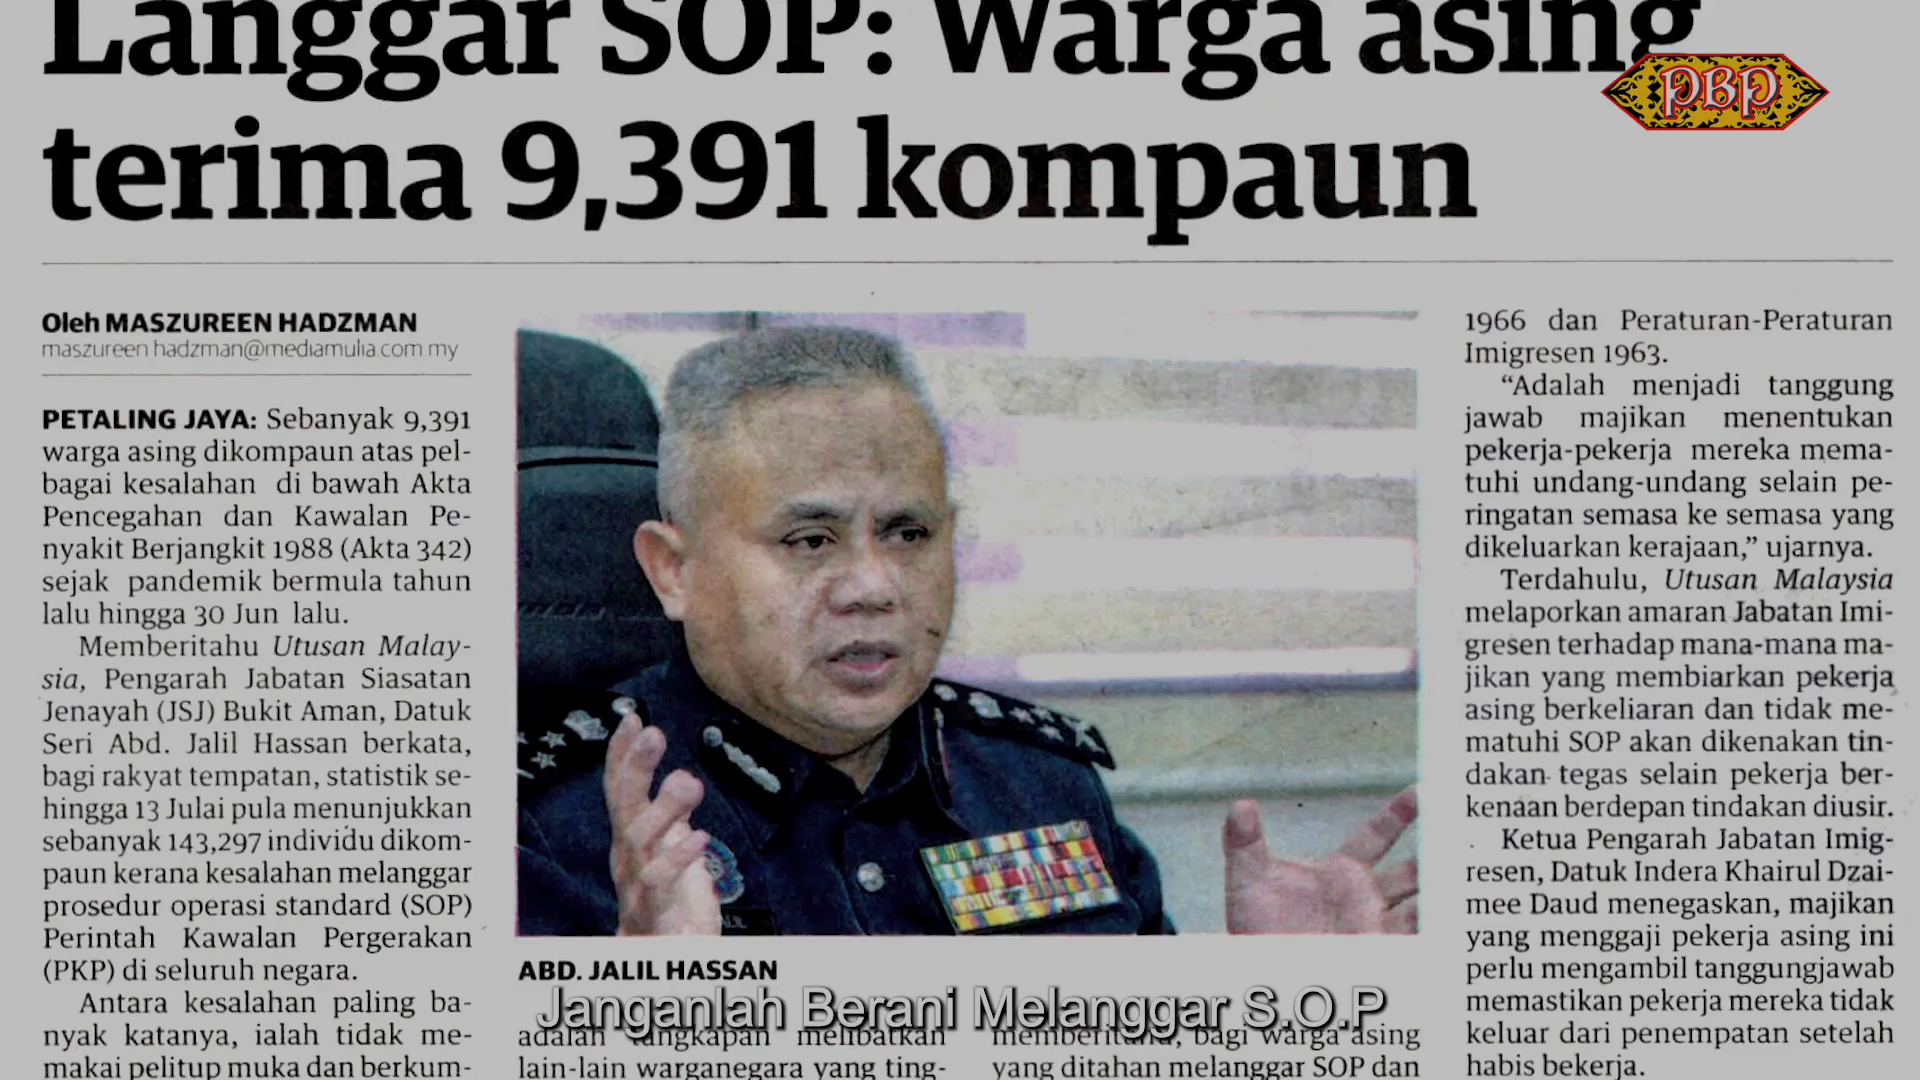 Langgar SOP: Warga asing
terima 9,391 kompaun
PBP
Oleh MASZUREEN HADZMAN
maszureen.hadzman@mediamulia.com.my
PETALING JAYA: Sebanyak 9,391
warga asing dikompaun atas pel-
bagai kesalahan di bawah Akta
Pencegahan dan Kawalan Pe-
nyakit Berjangkit 1988 (Akta 342)
sejak pandemik bermula tahun
lalu hingga 30 Jun lalu.
Memberitahu Utusan Malay-
sia, Pengarah Jabatan Siasatan
Jenayah (JSJ) Bukit Aman, Datuk
Seri Abd. Jalil Hassan berkata,
bagi rakyat tempatan, statistik se-
hingga 13 Julai pula menunjukkan
sebanyak 143,297 individu dikom-
paun kerana kesalahan melanggar
prosedur operasi standard (SOP)
Perintah Kawalan Pergerakan
(PKP) di seluruh negara.
Antara kesalahan paling ba-
nyak katanya, ialah tidak me-
makai pelitup muka dan berkum-
ABD. JALIL HASSAN
Janganlah Berani Melanggar S.O.P
adalah tangkapan melibatkan
lain-lain warganegara yang ting-
memberitahu, bagi warga asing
yang ditahan melanggar SOP dan
1966 dan Peraturan-Peraturan
Imigresen 1963.
“Adalah menjadi tanggung
jawab majikan menentukan
pekerja-pekerja mereka mema-
tuhi undang-undang selain pe-
ringatan semasa ke semasa yang
dikeluarkan kerajaan,” ujarnya.
Terdahulu, Utusan Malaysia
melaporkan amaran Jabatan Imi-
gresen terhadap mana-mana ma-
jikan yang membiarkan pekerja
asing berkeliaran dan tidak me-
matuhi SOP akan dikenakan tin-
dakan tegas selain pekerja ber-
kenaan berdepan tindakan diusir.
Ketua Pengarah Jabatan Imig-
resen, Datuk Indera Khairul Dzai-
mee Daud menegaskan, majikan
yang menggaji pekerja asing ini
perlu mengambil tanggungjawab
memastikan pekerja mereka tidak
keluar dari penempatan setelah
habis bekerja.